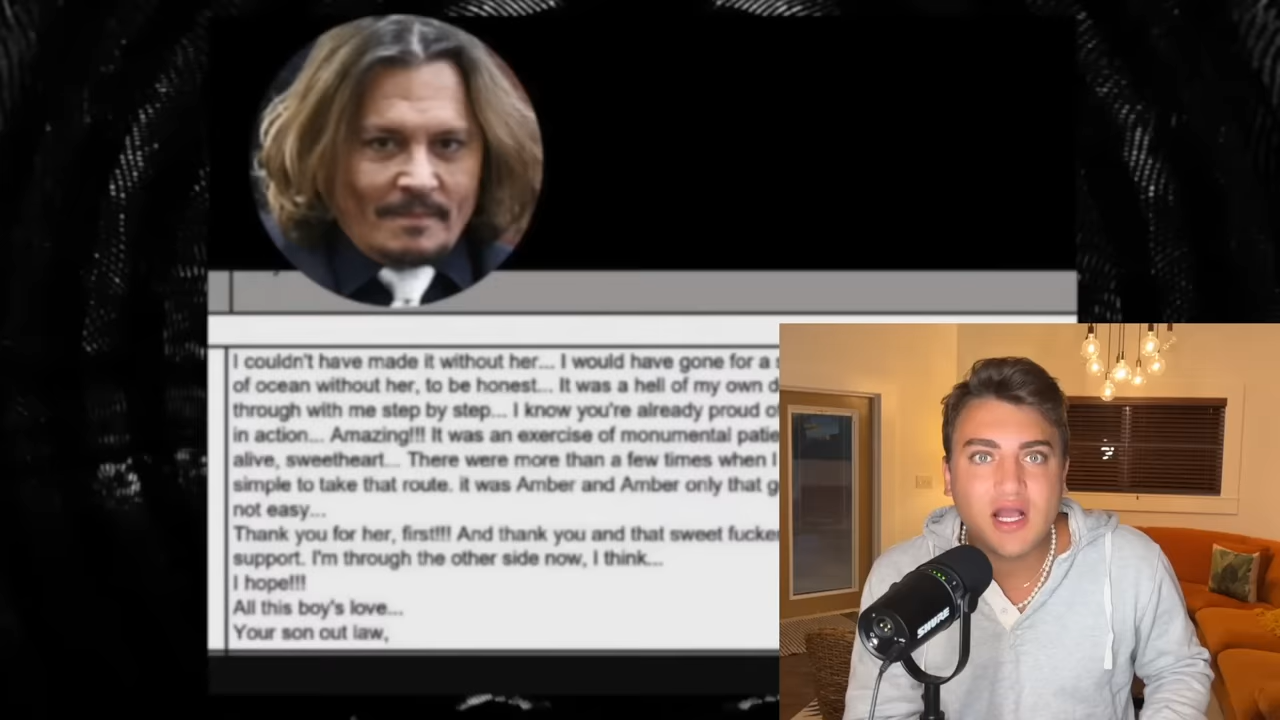 I couldn't have made it without her... I would have gone for a
of ocean without her, to be honest... It was a hell of my own
through with me step by step... I know you're already proud
in action... Amazing!!! It was an exercise of monumental
alive, sweetheart... There were more than a few times when I
simple to take that route. it was Amber and Amber only that
not easy...
Thank you for her, first!!! And thank you and that sweet
support. I'm through the other side now, I think...
I hope!!!
All this boy's love...
Your son out law,
SHURE